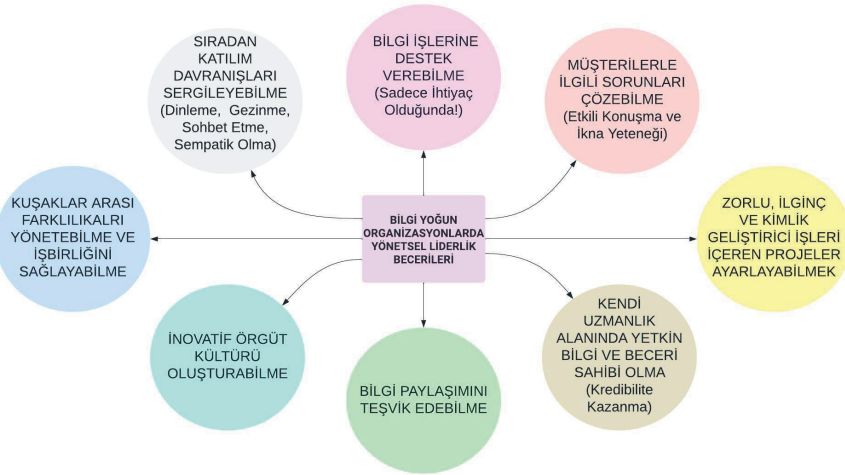 SIRADAN
KATILIM
DAVRANIŞLARI
SERGİLEYEBİLME
(Dinleme, Gezinme,
Sohbet Etme,
Sempatik Olma)
BİLGİ İŞLERİNE
DESTEK
VEREBİLME
(Sadece İhtiyaç
Olduğunda!)
MÜŞTERİLERLE
İLGİLİ SORUNLARI
ÇÖZEBİLME
(Etkili Konuşma ve
İkna Yeteneği)
KUŞAKLAR ARASI
FARKLILIKALRI
YÖNETEBİLME VE
İŞBİRLİĞİNİ
SAĞLAYABİLME
BİLGİ YOĞUN
ORGANİZASYONLARDA
YÖNETSEL LİDERLİK
BECERİLERİ
ZORLU, İLGİNÇ
VE KİMLİK
GELİŞTİRİCİ İŞLERİ
İÇEREN PROJELER
AYARLAYABİLMEK
İNOVATİF ÖRGÜT
KÜLTÜRÜ
OLUŞTURABİLME
BİLGİ PAYLAŞIMINI
TEŞVİK EDEBİLME
KENDİ
UZMANLIK
ALANINDA YETKİN
BİLGİ VE BECERİ
SAHİBİ OLMA
(Kredibilite
Kazanma)